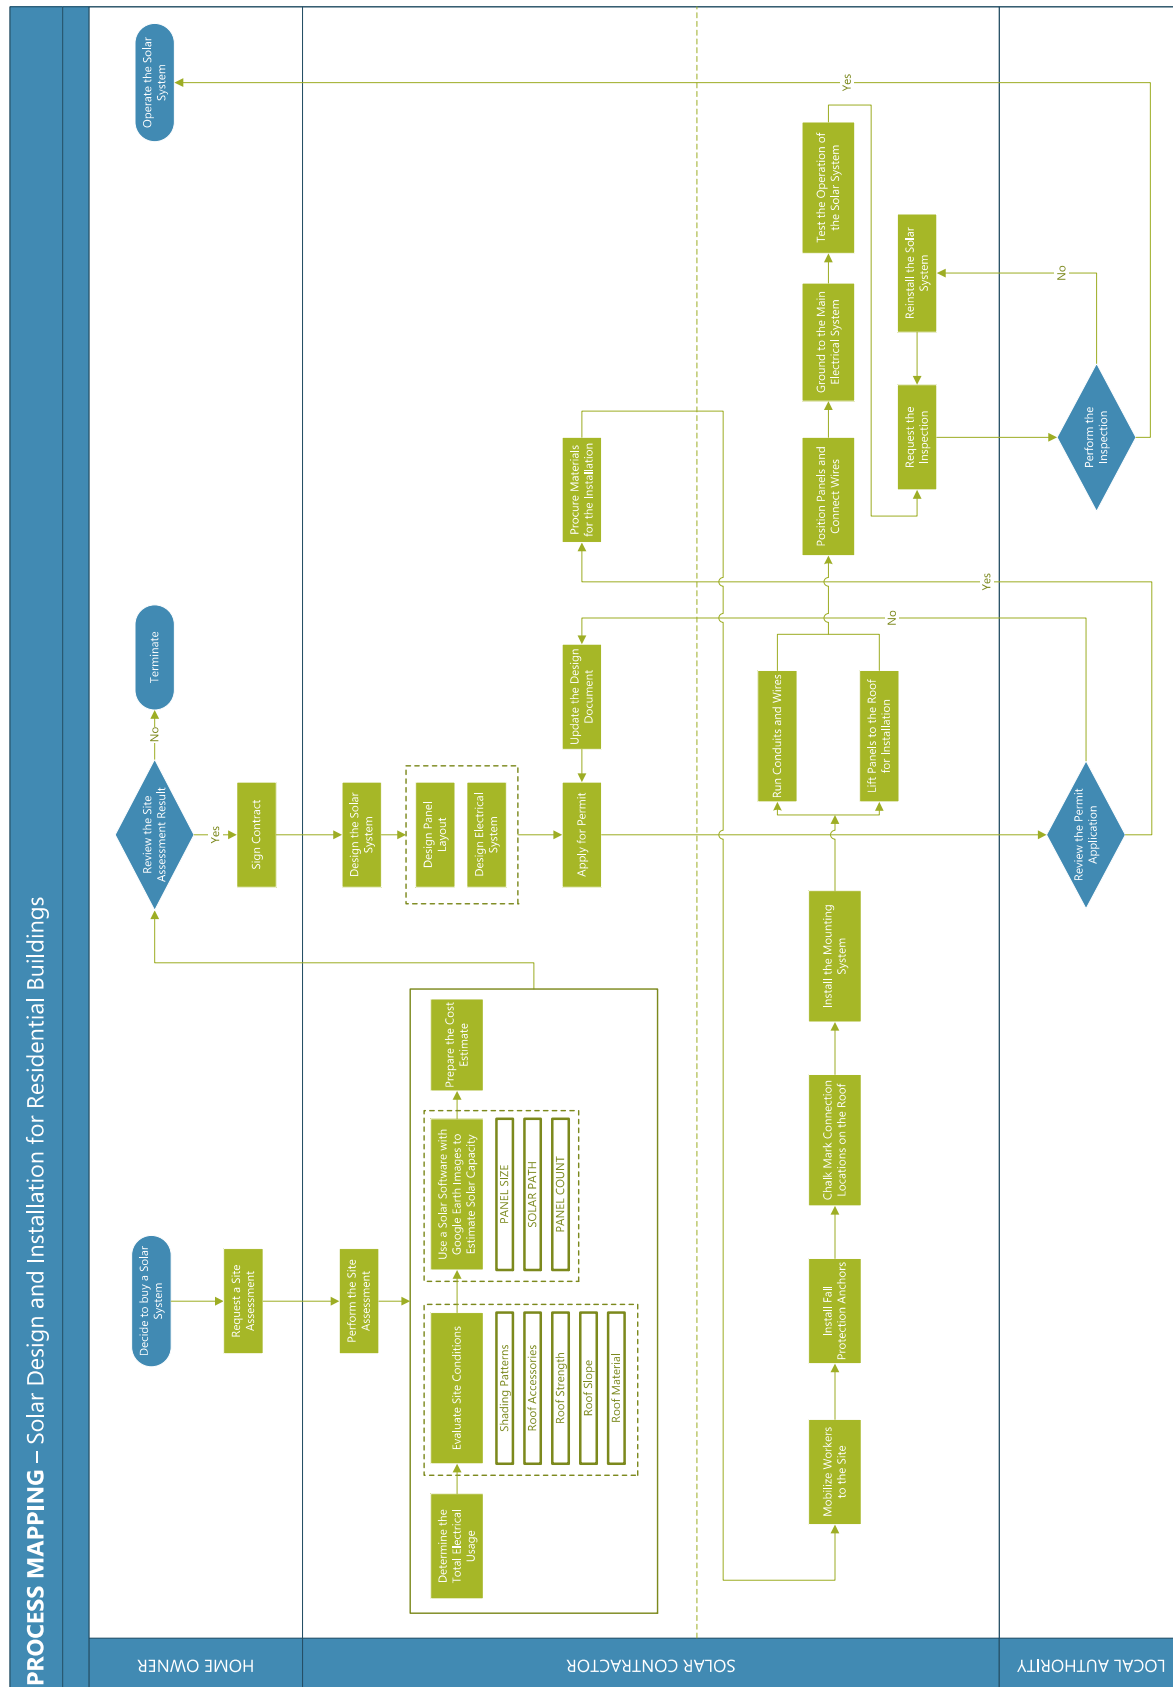 PROCESS MAPPING – Solar Design and Installation for Residential Buildings
HOME OWNER
Decide to buy a Solar
System
Request a Site
Assessment
Review the Site
Assessment Result
No
Terminate
Yes
Sign Contract
Operate the Solar
System
SOLAR CONTRACTOR
Perform the Site
Assessment
Determine the
Total Electrical
Usage
Evaluate Site Conditions
Shading Patterns
Roof Accessories
Roof Strength
Roof Slope
Roof Material
Use a Solar Software with
Google Earth Images to
Estimate Solar Capacity
PANEL SIZE
SOLAR PATH
PANEL COUNT
Prepare the Cost
Estimate
Design the Solar
System
Design Panel
Layout
Design Electrical
System
Apply for Permit
Update the Design
Document
Procure Materials
for the Installation
Mobilize Workers
to the Site
Install Fall
Protection Anchors
Chalk Mark Connection
Locations on the Roof
Install the Mounting
System
Run Conduits and Wires
Lift Panels to the Roof
for Installation
Position Panels and
Connect Wires
Ground to the Main
Electrical System
Test the Operation of
the Solar System
Request the
Inspection
Reinstall the Solar
System
No
Yes
Yes
No
LOCAL AUTHORITY
Review the Permit
Application
Perform the
Inspection